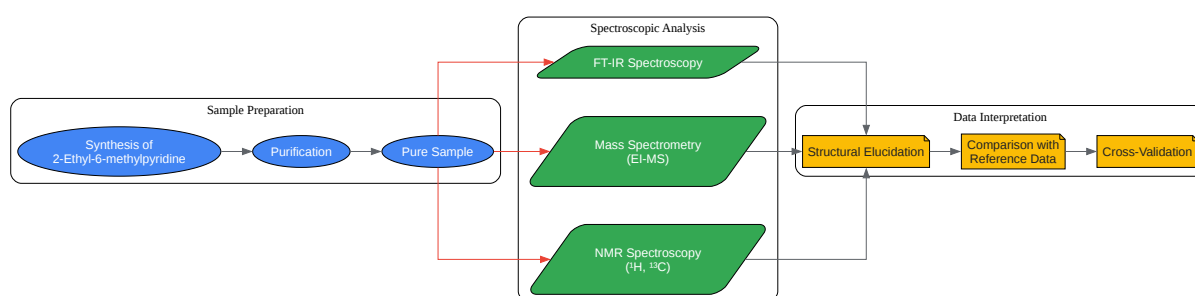 Sample Preparation
Synthesis of
2-Ethyl-6-methylpyridine
Purification
Pure Sample
Spectroscopic Analysis
FT-IR Spectroscopy
Mass Spectrometry
(EI-MS)
NMR Spectroscopy
(¹H, ¹³C)
Data Interpretation
Structural Elucidation
Comparison with
Reference Data
Cross-Validation